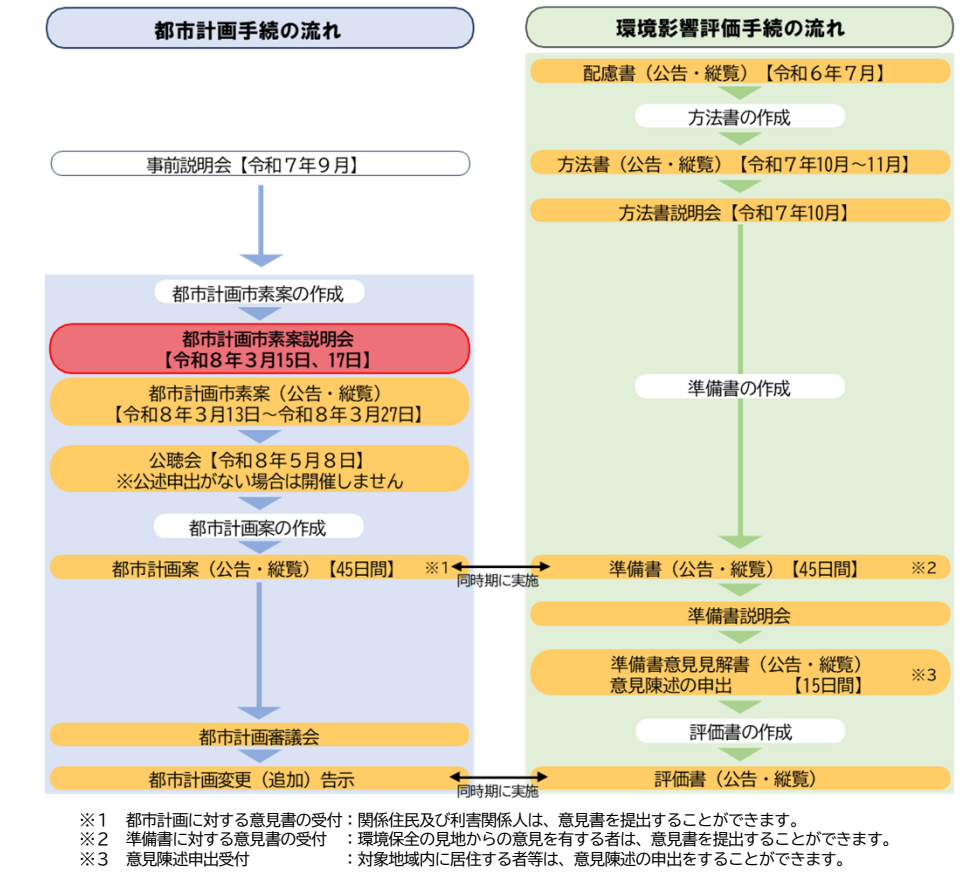 都市計画手続の流れ
事前説明会【令和７年９月】
都市計画市素案の作成
都市計画市素案説明会
【令和８年３月15日、17日】
都市計画市素案（公告・縦覧）
【令和８年３月13日～令和８年３月27日】
公聴会【令和８年５月８日】
※公述申出がない場合は開催しません
都市計画案の作成
都市計画案（公告・縦覧）【45日間】 ※1
同時期に実施
都市計画審議会
都市計画変更（追加）告示
同時期に実施
環境影響評価手続の流れ
配慮書（公告・縦覧）【令和６年７月】
方法書の作成
方法書（公告・縦覧）【令和７年10月～11月】
方法書説明会【令和７年10月】
準備書の作成
準備書（公告・縦覧）【45日間】 ※2
準備書説明会
準備書意見見解書（公告・縦覧）
意見陳述の申出 【15日間】 ※3
評価書の作成
評価書（公告・縦覧）
※１ 都市計画に対する意見書の受付：関係住民及び利害関係人は、意見書を提出することができます。
※２ 準備書に対する意見書の受付 ：環境保全の見地からの意見を有する者は、意見書を提出することができます。
※３ 意見陳述申出受付 ：対象地域内に居住する者等は、意見陳述の申出をすることができます。